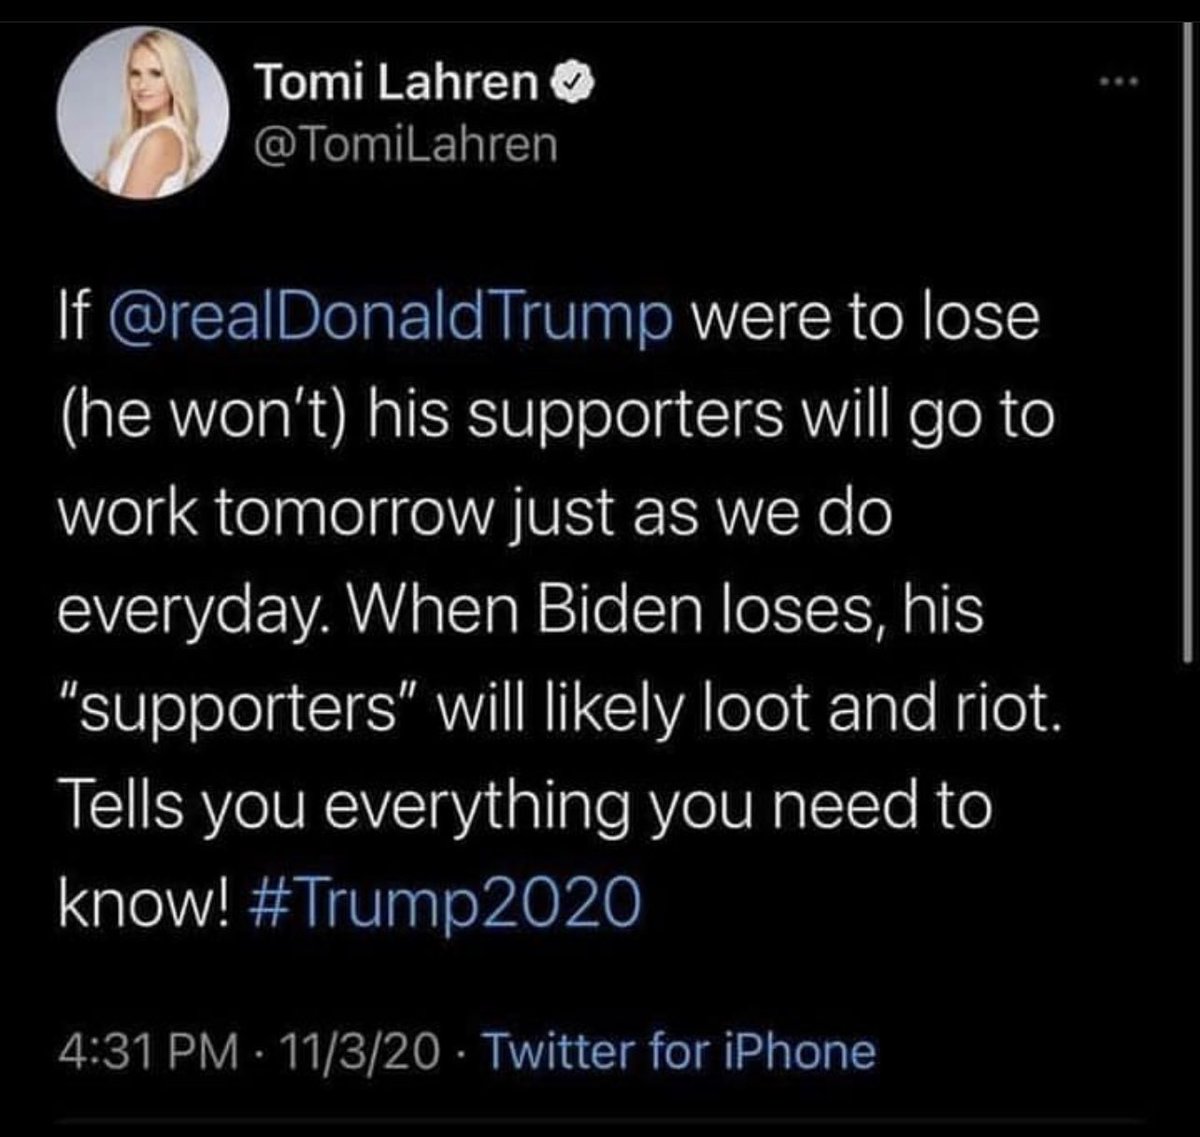 Tomi Lahren
@TomiLahren
If @realDonaldTrump were to lose
(he won't) his supporters will go to
work tomorrow just as we do
everyday. When Biden loses, his
"supporters" will likely loot and riot.
Tells you everything you need to
know! #Trump2020
4:31 PM · 11/3/20 · Twitter for iPhone